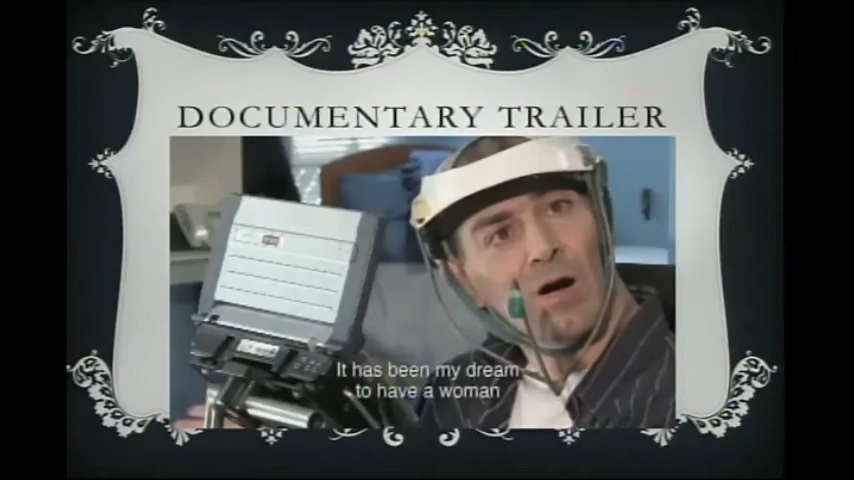 DOCUMENTARY TRAILER
It has been my dream
to have a woman